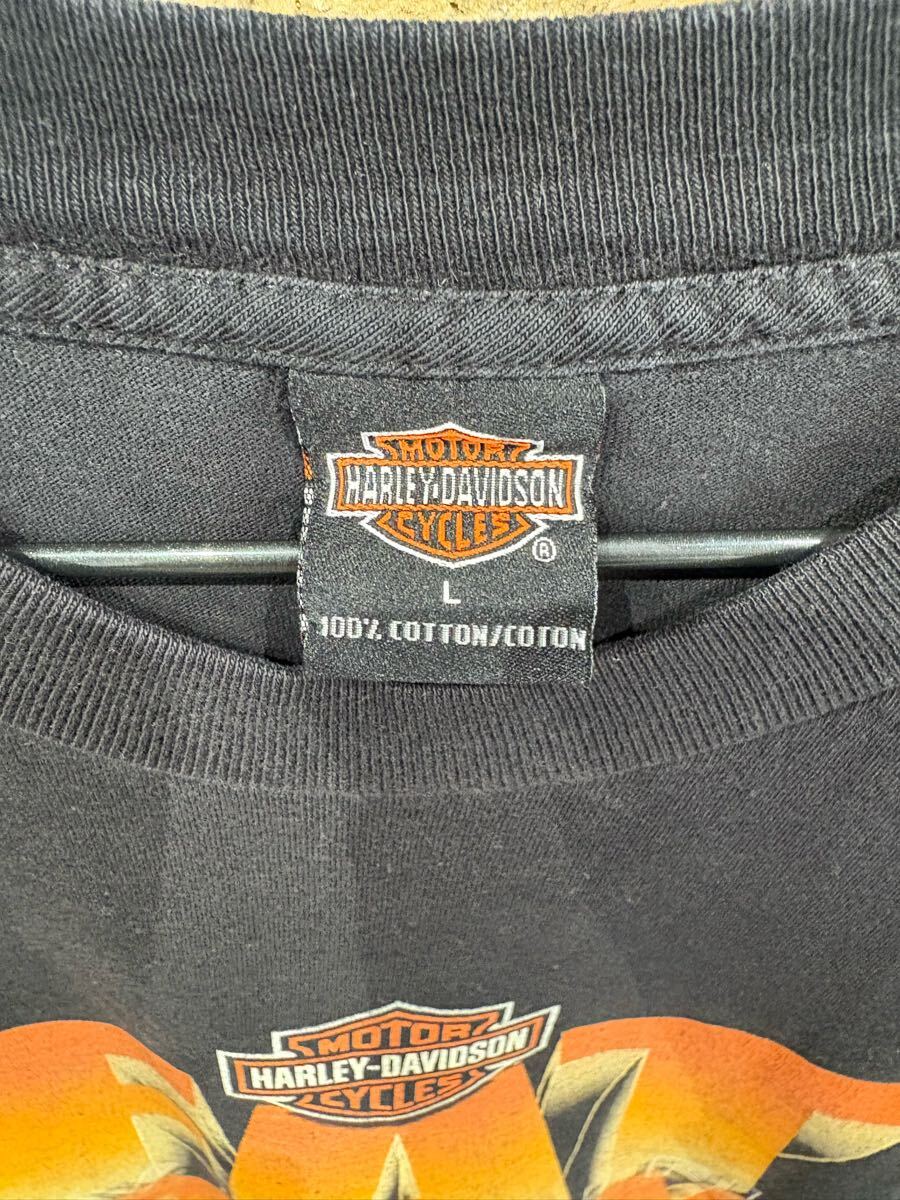 MOTOR
HARLEY-DAVIDSON
CYCLES
®
L
100% COTTON/COTON
MOTOR
HARLEY-DAVIDSON
CYCLES